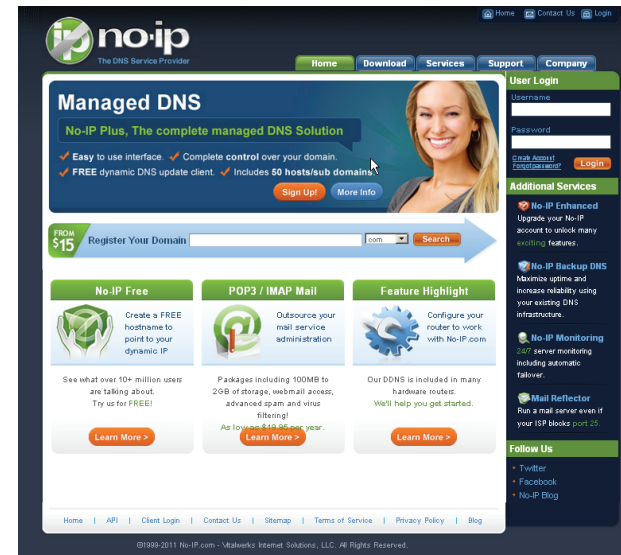 Home Contact Us Login
no·ip
The DNS Service Provider
Home Download Services Support Company
Managed DNS
No-IP Plus, The complete managed DNS Solution
Easy to use interface. Complete control over your domain.
FREE dynamic DNS update client. Includes 50 hosts/sub domains.
Sign Up! More Info
User Login
Username
Password
Create Account
Forgot password?
Login
FROM
$15
Register Your Domain com Search
Additional Services
No-IP Enhanced
Upgrade your No-IP
account to unlock many
exciting features.
No-IP Backup DNS
Maximize uptime and
increase reliability using
your existing DNS
infrastructure.
No-IP Monitoring
24/7 server monitoring
including automatic
failover.
Mail Reflector
Run a mail server even if
your ISP blocks port 25.
Follow Us
Twitter
Facebook
No-IP Blog
No-IP Free
Create a FREE
hostname to
point to your
dynamic IP
See what over 10+ million users
are talking about.
Try us for FREE!
Learn More >
POP3 / IMAP Mail
Outsource your
mail service
administration
Packages including 100MB to
2GB of storage, webmail access,
advanced spam and virus
filtering!
As low as $19.95 per year.
Learn More >
Feature Highlight
Configure your
router to work
with No-IP.com
Our DDNS is included in many
hardware routers.
We'll help you get started.
Learn More >
Home | API | Client Login | Contact Us | Sitemap | Terms of Service | Privacy Policy | Blog
©1999-2011 No-IP.com - Vitalwerks Internet Solutions, LLC. All Rights Reserved.